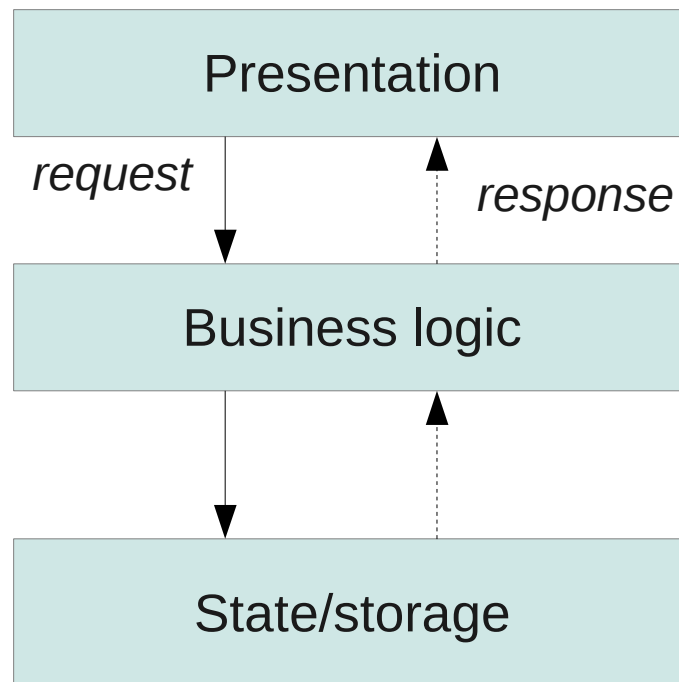 Presentation
request
response
Business logic
State/storage